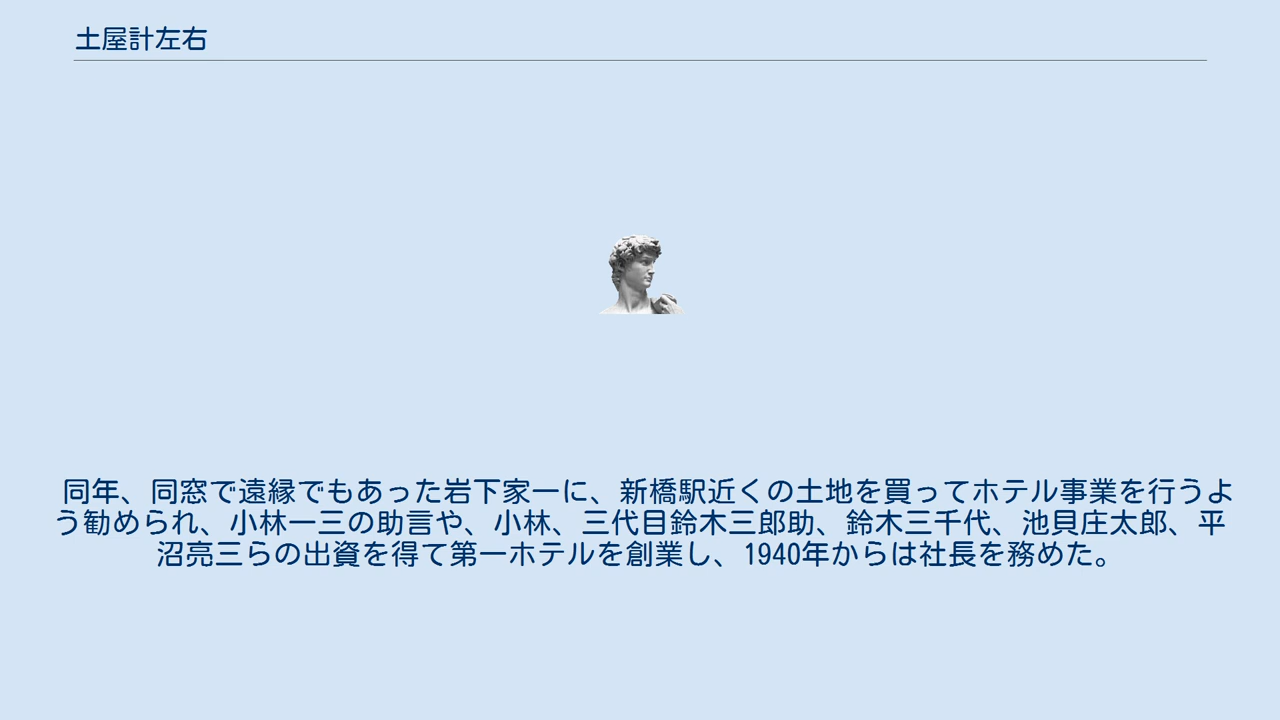 土屋計左右
同年、同窓で遠縁でもあった岩下家一に、新橋駅近くの土地を買ってホテル事業を行うよ
う勧められ、小林一三の助言や、小林、三代目鈴木三郎助、鈴木三千代、池貝庄太郎、平
沼亮三らの出資を得て第一ホテルを創業し、1940年からは社長を務めた。